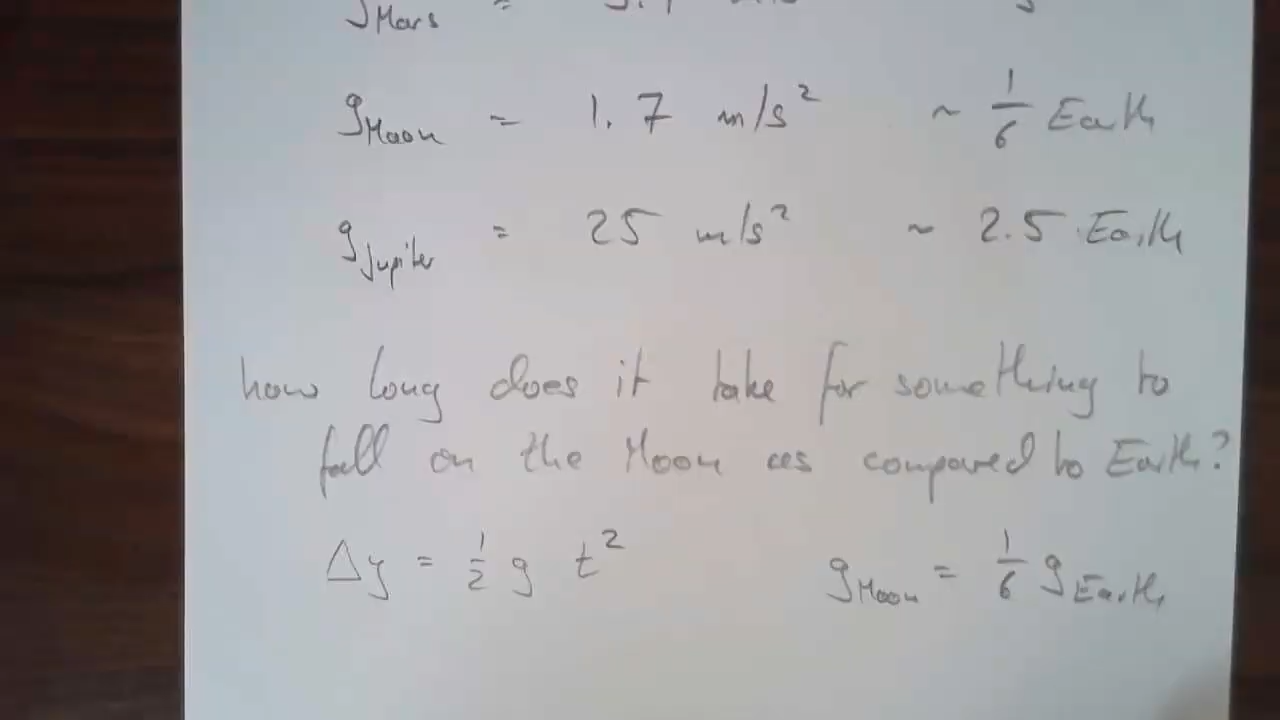 g Mars =
g Moon = 1.7 m/s² ~ 1/6 Earth
g Jupiter = 25 m/s² ~ 2.5 · Earth
how long does it take for something to
fall on the Moon as compared to Earth?
Δy = 1/2 g t² g Moon = 1/6 g Earth